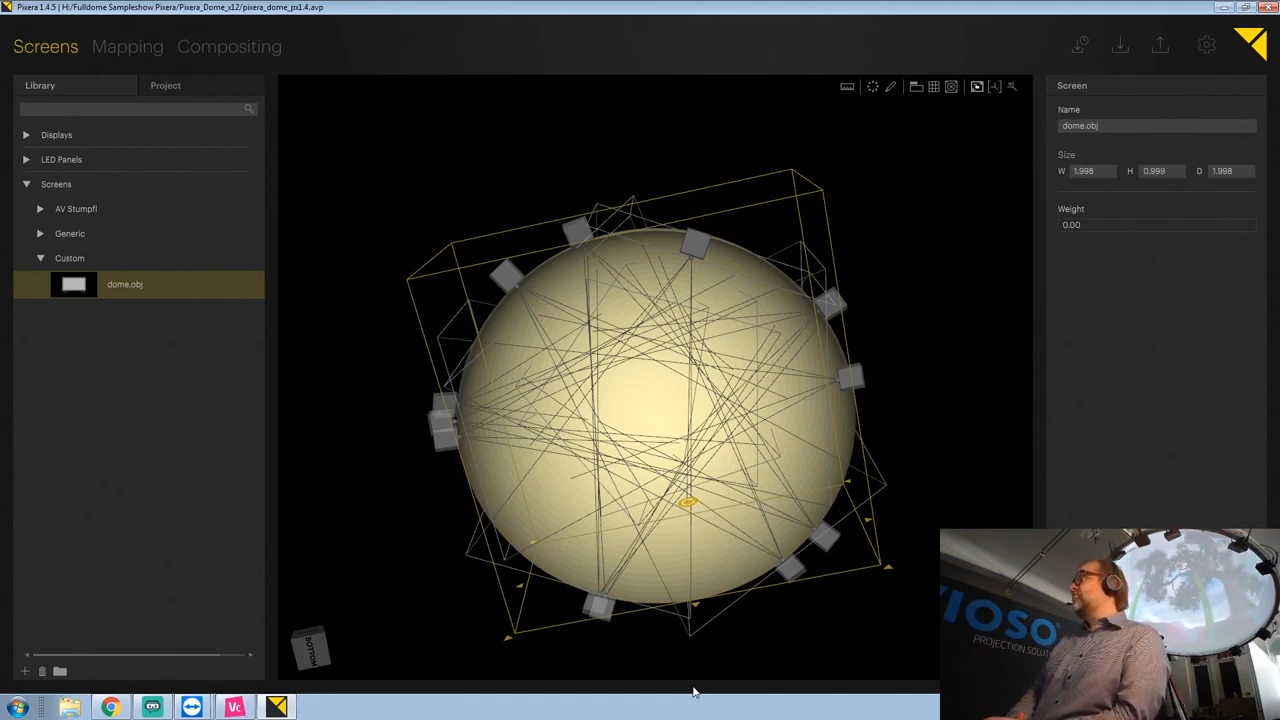 Pixera 1.4.5 | H:/Fulldome Sampleshow Pixera/Pixera_Dome_x12/pixera_dome_px1.4.avp
Screens Mapping Compositing
Library Project
Displays
LED Panels
Screens
AV Stumpfl
Generic
Custom
dome.obj
Screen
Name
dome.obj
Size
W 1.998 H 0.999 D 1.998
Weight
0.00
BOTTOM
VIOSO
PROJECTION SOLUTI
Vc